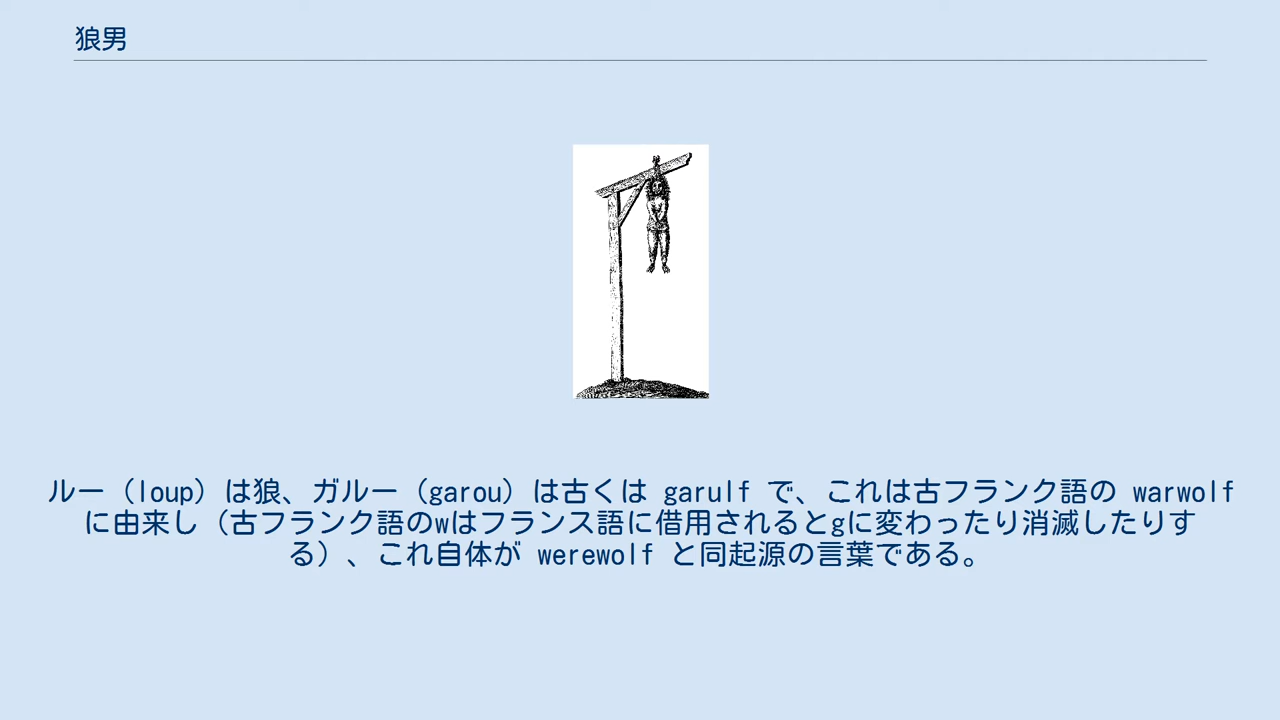 狼男
ルー（loup）は狼、ガルー（garou）は古くは garulf で、これは古フランク語の warwolf
に由来し（古フランク語のwはフランス語に借用されるとgに変わったり消滅したりす
る）、これ自体が werewolf と同起源の言葉である。